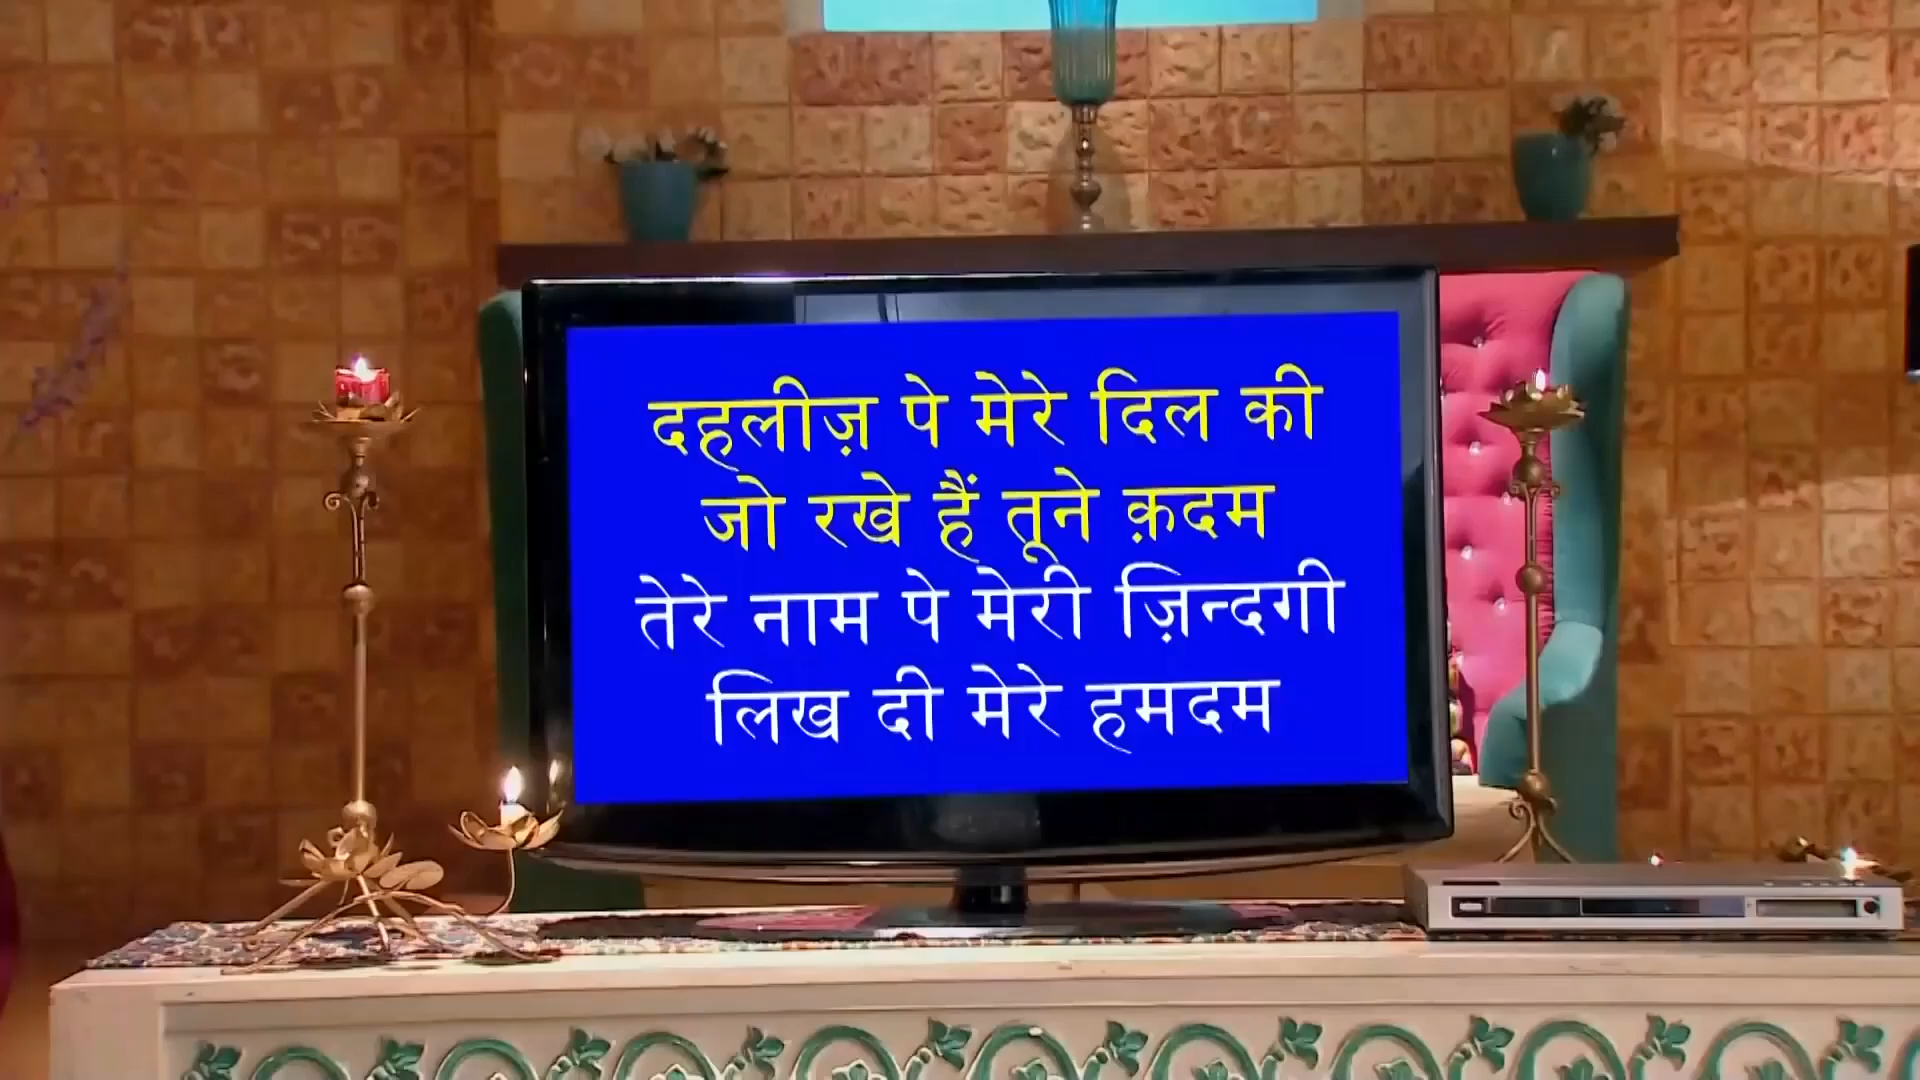 दहलीज़ पे मेरे दिल की
जो रखे हैं तूने क़दम
तेरे नाम पे मेरी ज़िन्दगी
लिख दी मेरे हमदम